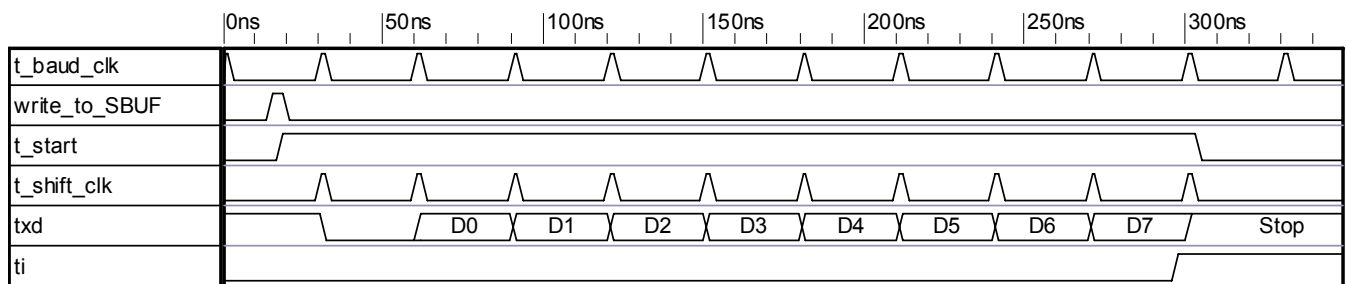 0ns 50ns 100ns 150ns 200ns 250ns 300ns
t_baud_clk
write_to_SBUF
t_start
t_shift_clk
txd D0 D1 D2 D3 D4 D5 D6 D7 Stop
ti